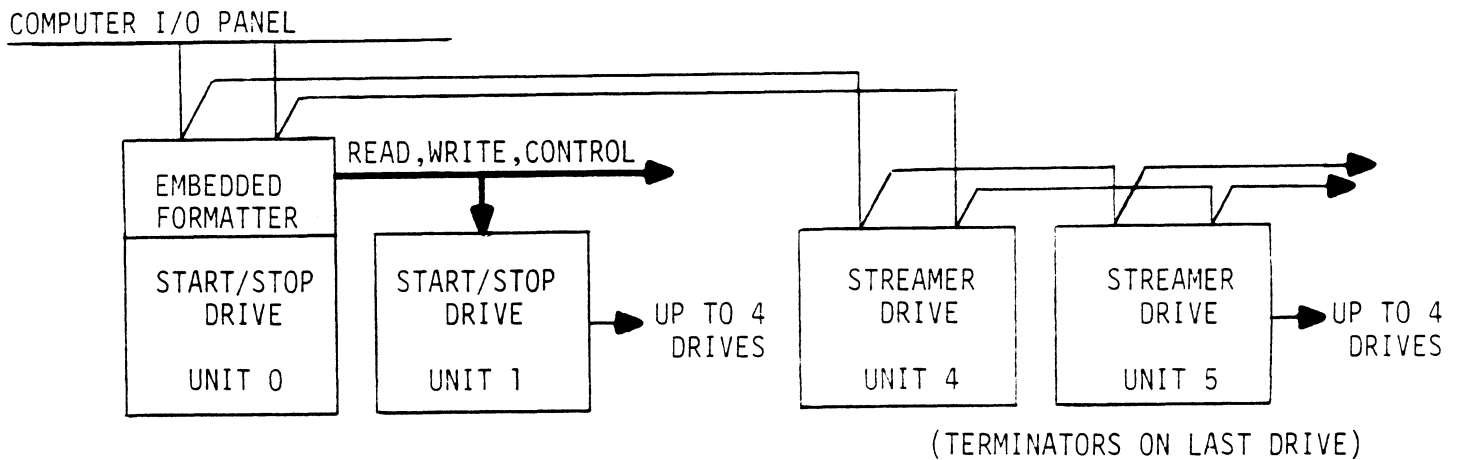 COMPUTER I/O PANEL
READ,WRITE,CONTROL
EMBEDDED
FORMATTER
START/STOP
DRIVE
UNIT 0
START/STOP
DRIVE
UNIT 1
UP TO 4
DRIVES
STREAMER
DRIVE
UNIT 4
STREAMER
DRIVE
UNIT 5
UP TO 4
DRIVES
(TERMINATORS ON LAST DRIVE)